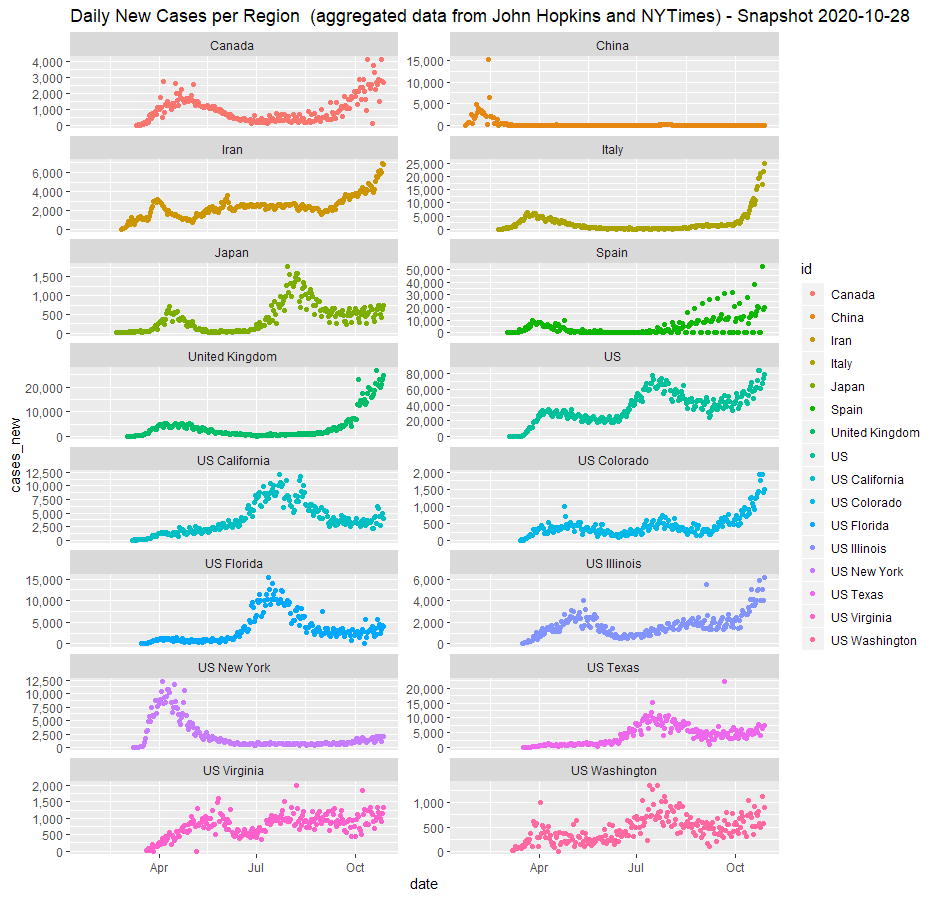 Daily New Cases per Region  (aggregated data from John Hopkins and NYTimes) - Snapshot 2020-10-28
Canada
4,000
3,000
2,000
1,000
0
China
15,000
10,000
5,000
0
Iran
6,000
4,000
2,000
0
Italy
25,000
20,000
15,000
10,000
5,000
0
Japan
1,500
1,000
500
0
Spain
50,000
40,000
30,000
20,000
10,000
0
United Kingdom
20,000
10,000
0
US
80,000
60,000
40,000
20,000
0
US California
12,500
10,000
7,500
5,000
2,500
0
US Colorado
2,000
1,500
1,000
500
0
US Florida
15,000
10,000
5,000
0
US Illinois
6,000
4,000
2,000
0
US New York
12,500
10,000
7,500
5,000
2,500
0
US Texas
20,000
15,000
10,000
5,000
0
US Virginia
2,000
1,500
1,000
500
0
US Washington
1,000
500
0
Apr
Jul
Oct
Apr
Jul
Oct
date
cases_new
id
Canada
China
Iran
Italy
Japan
Spain
United Kingdom
US
US California
US Colorado
US Florida
US Illinois
US New York
US Texas
US Virginia
US Washington